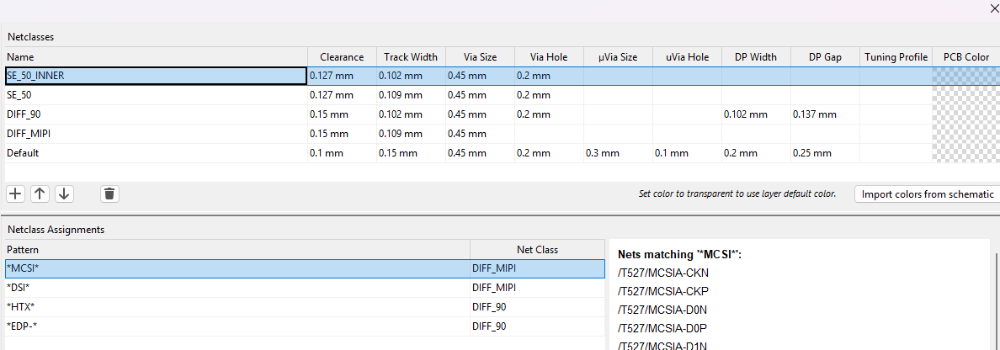 Netclasses
Name Clearance Track Width Via Size Via Hole µVia Size uVia Hole DP Width DP Gap Tuning Profile PCB Color
SE_50_INNER 0.127 mm 0.102 mm 0.45 mm 0.2 mm
SE_50 0.127 mm 0.109 mm 0.45 mm 0.2 mm
DIFF_90 0.15 mm 0.102 mm 0.45 mm 0.2 mm 0.102 mm 0.137 mm
DIFF_MIPI 0.15 mm 0.109 mm 0.45 mm
Default 0.1 mm 0.15 mm 0.45 mm 0.2 mm 0.3 mm 0.1 mm 0.2 mm 0.25 mm
Set color to transparent to use layer default color. Import colors from schematic
Netclass Assignments
Pattern Net Class
*MCSI* DIFF_MIPI
*DSI* DIFF_MIPI
*HTX* DIFF_90
*EDP-* DIFF_90
Nets matching '*MCSI*':
/T527/MCSIA-CKN
/T527/MCSIA-CKP
/T527/MCSIA-D0N
/T527/MCSIA-D0P
/T527/MCSIA-D1N